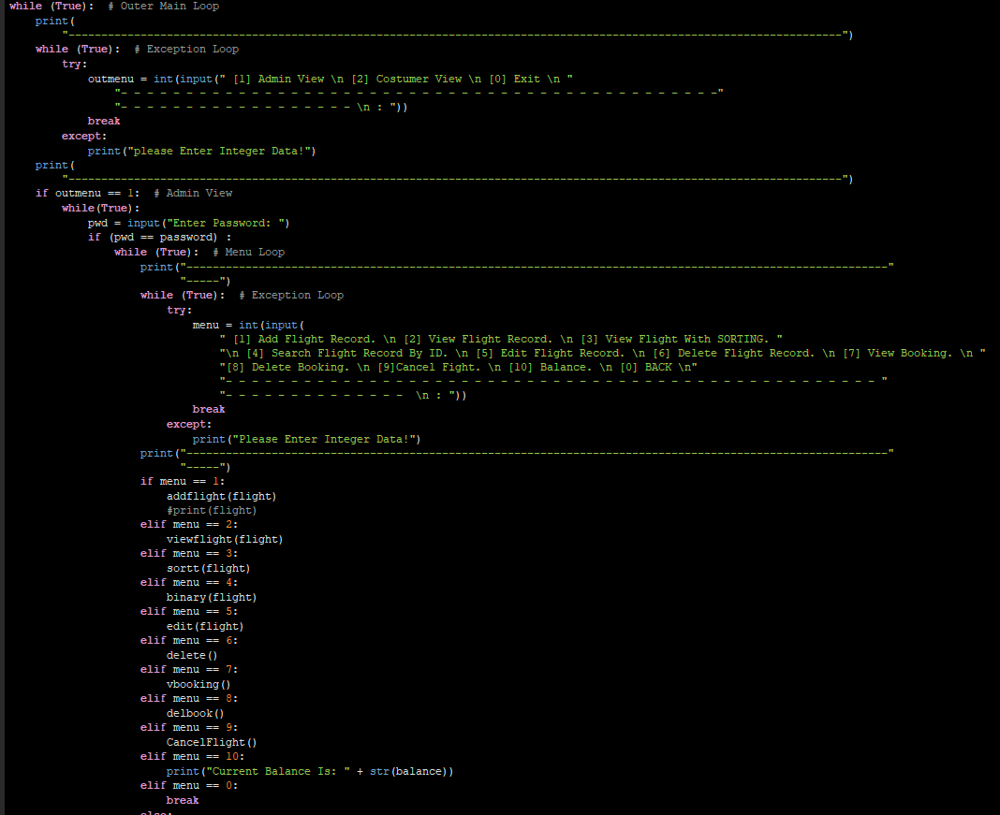 while (True):  # Outer Main Loop
    print(
        "----------------------------------------------------------------------------------------------------------------------")
    while (True):  # Exception Loop
        try:
            outmenu = int(input(" [1] Admin View \n [2] Costumer View \n [0] Exit \n "
                "- - - - - - - - - - - - - - - - - - - - - - - - - - - - - - - - - - - - - - - - - - - - - -"
                "- - - - - - - - - - - - - - - - - - \n : "))
            break
        except:
            print("please Enter Integer Data!")
    print(
        "----------------------------------------------------------------------------------------------------------------------")
    if outmenu == 1:  # Admin View
        while(True):
            pwd = input("Enter Password: ")
            if (pwd == password) :
                while (True):  # Menu Loop
                    print("-----------------------------------------------------------------------------------------------------------"
                          "-----")
                    while (True):  # Exception Loop
                        try:
                            menu = int(input(
                                " [1] Add Flight Record. \n [2] View Flight Record. \n [3] View Flight With SORTING. "
                                "\n [4] Search Flight Record By ID. \n [5] Edit Flight Record. \n [6] Delete Flight Record. \n [7] View Booking. \n "
                                "[8] Delete Booking. \n [9]Cancel Fight. \n [10] Balance. \n [0] BACK \n"
                                "- - - - - - - - - - - - - - - - - - - - - - - - - - - - - - - - - - - - - - - - - - - - - - - - - - "
                                "- - - - - - - - - - - - - -  \n : "))
                            break
                        except:
                            print("Please Enter Integer Data!")
                    print("-----------------------------------------------------------------------------------------------------------"
                          "-----")
                    if menu == 1:
                        addflight(flight)
                        #print(flight)
                    elif menu == 2:
                        viewflight(flight)
                    elif menu == 3:
                        sortt(flight)
                    elif menu == 4:
                        binary(flight)
                    elif menu == 5:
                        edit(flight)
                    elif menu == 6:
                        delete()
                    elif menu == 7:
                        vbooking()
                    elif menu == 8:
                        delbook()
                    elif menu == 9:
                        CancelFlight()
                    elif menu == 10:
                        print("Current Balance Is: " + str(balance))
                    elif menu == 0:
                        break
                    else: